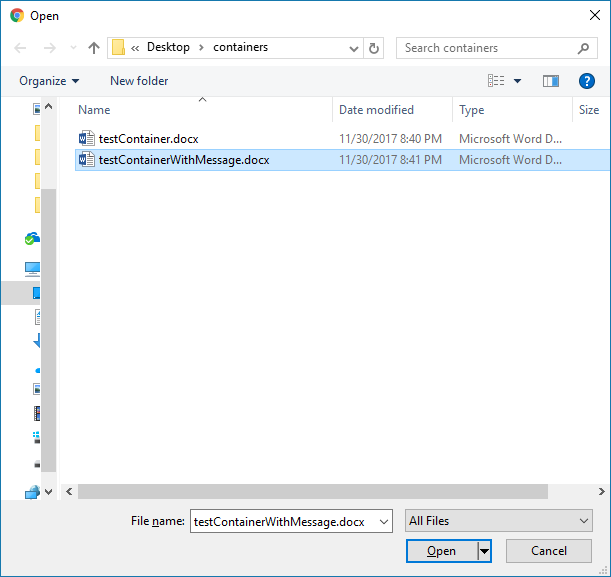 Open
« Desktop > containers
Search containers
Organize
New folder
?
Name Date modified Type Size
testContainer.docx 11/30/2017 8:40 PM Microsoft Word D...
testContainerWithMessage.docx 11/30/2017 8:41 PM Microsoft Word D...
File name: testContainerWithMessage.docx All Files
Open Cancel